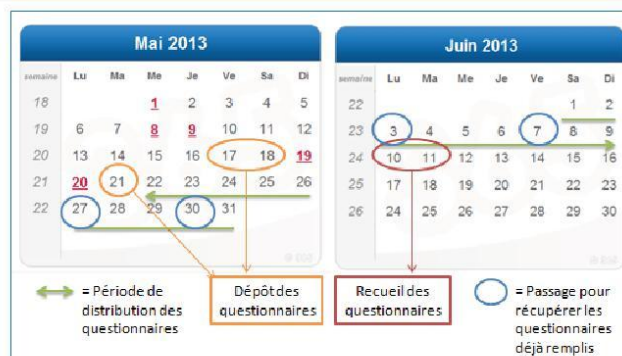 Mai 2013
semaine Lu Ma Me Je Ve Sa Di
18 1 2 3 4 5
19 6 7 8 9 10 11 12
20 13 14 15 16 17 18 19
21 20 21 22 23 24 25 26
22 27 28 29 30 31
Juin 2013
semaine Lu Ma Me Je Ve Sa Di
22 1 2
23 3 4 5 6 7 8 9
24 10 11 12 13 14 15 16
25 17 18 19 20 21 22 23
26 24 25 26 27 28 29 30
= Période de
distribution des
questionnaires
Dépôt des
questionnaires
Recueil des
questionnaires
= Passage pour
récupérer les
questionnaires
déjà remplis